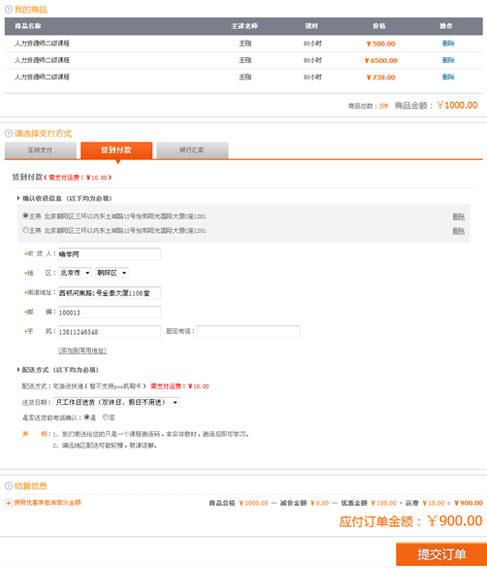 我的商品
商品名称 主讲老师 课时 价格 操作
人力资源师二级课程 王刚 80小时 ￥500.00 删除
人力资源师二级课程 王刚 80小时 ￥6500.00 删除
人力资源师二级课程 王刚 80小时 ￥738.00 删除
商品总数：3件 商品金额：￥1000.00
请选择支付方式
在线支付 货到付款 银行汇款
货到付款（需支付运费：￥10.00）
确认收获信息（以下均为必填）
王燕 北京朝阳区三环以内东土城路12号怡和阳光国际大厦C座1201 删除
王燕 北京朝阳区三环以内东土城路12号怡和阳光国际大厦C座1201 删除
*收 货 人：嗨学网
*地 区：北京市 朝阳区
*街道地址：西坝河南路1号金泰大厦1106室
*邮 编：100013
*手 机：13811246548 固定电话：
[添加到常用地址]
配送方式（以下均为必填）
配送方式：宅急送快递（暂不支持pos机刷卡） 需支付运费：￥10.00
送货日期：只工作日送货（双休日、假日不用送）
是否送货前电话确认：是 否
声 明：1、我们寄送给您的只是一个课程激活码，非实体教材，激活后即可学习。
2、偏远地区配送可能较慢，敬请谅解。
结算信息
使用优惠券抵消部分金额 商品总价 ￥1000.00 — 减价金额 ￥0.00 — 优惠金额 ￥100.00 + 运费 ￥10.00 = ￥900.00
应付订单金额：￥900.00
提交订单